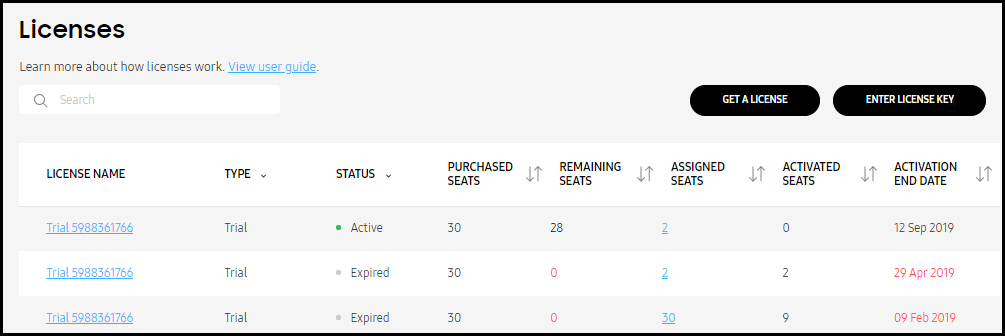 Licenses
Learn more about how licenses work. View user guide.
Search
GET A LICENSE
ENTER LICENSE KEY
LICENSE NAME TYPE STATUS PURCHASED SEATS REMAINING SEATS ASSIGNED SEATS ACTIVATED SEATS ACTIVATION END DATE
Trial 5988361766 Trial Active 30 28 2 0 12 Sep 2019
Trial 5988361766 Trial Expired 30 0 2 2 29 Apr 2019
Trial 5988361766 Trial Expired 30 0 30 9 09 Feb 2019